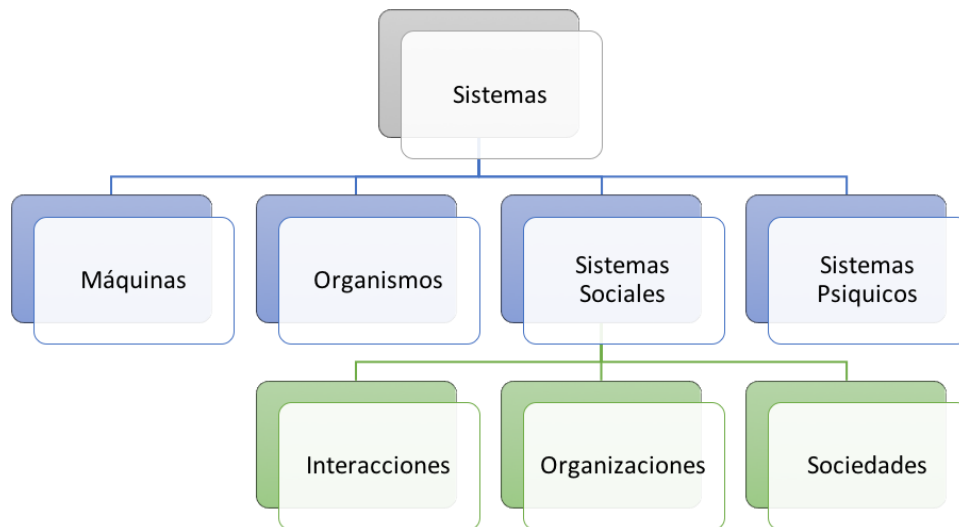 Sistemas
Máquinas
Organismos
Sistemas
Sociales
Sistemas
Psiquicos
Interacciones
Organizaciones
Sociedades